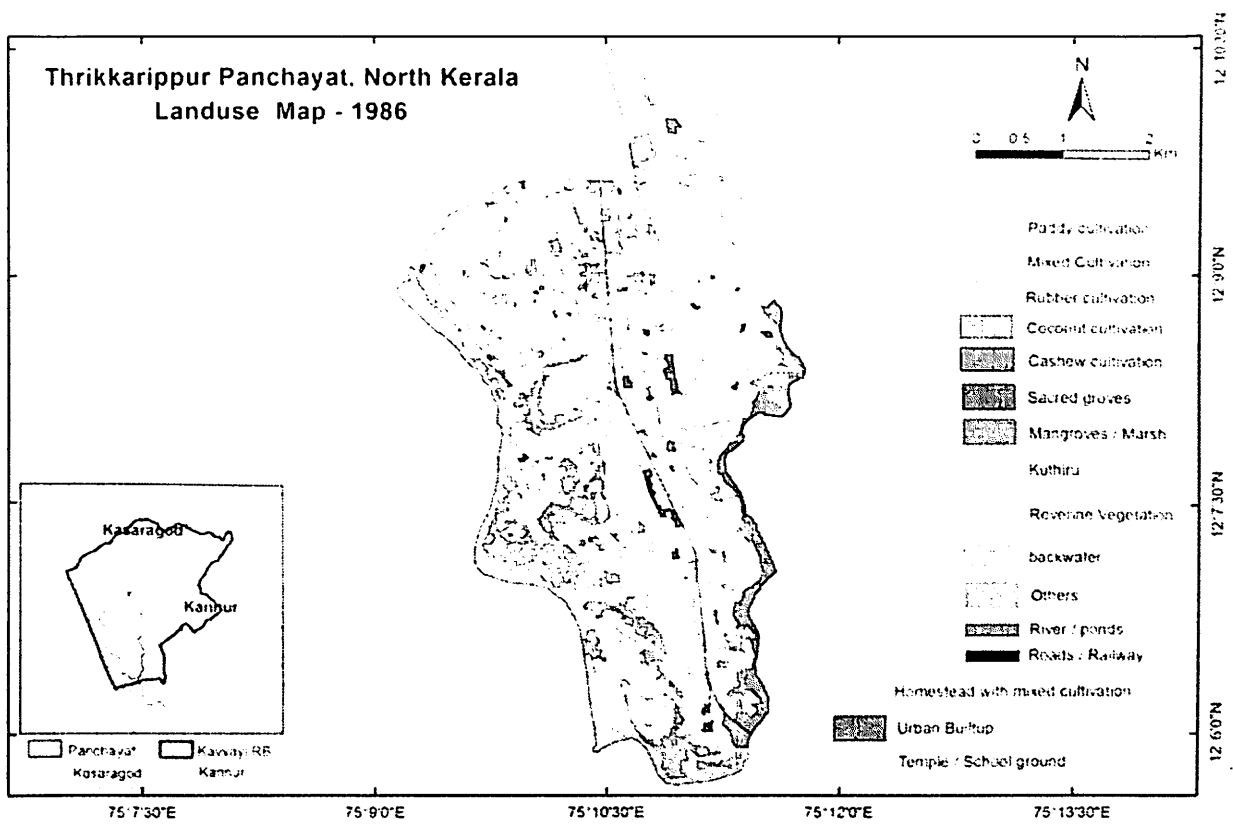 Thrikkarippur Panchayat, North Kerala
Landuse Map - 1986
N
0 0.5 1 2
Km
Paddy cultivation
Mixed Cultivation
Rubber cultivation
Coconut cultivation
Cashew cultivation
Sacred groves
Mangroves / Marsh
Kuthiru
Reverine Vegetation
backwater
Others
River / ponds
Roads / Railway
Homestead with mixed cultivation
Urban Builtup
Temple / School ground
Kasaragod
Kannur
Panchayat
Kavvayi RB
Kasaragod
Kannur
12°10'30"N
12°9'0"N
12°7'30"N
12°6'0"N
75°7'30"E
75°9'0"E
75°10'30"E
75°12'0"E
75°13'30"E